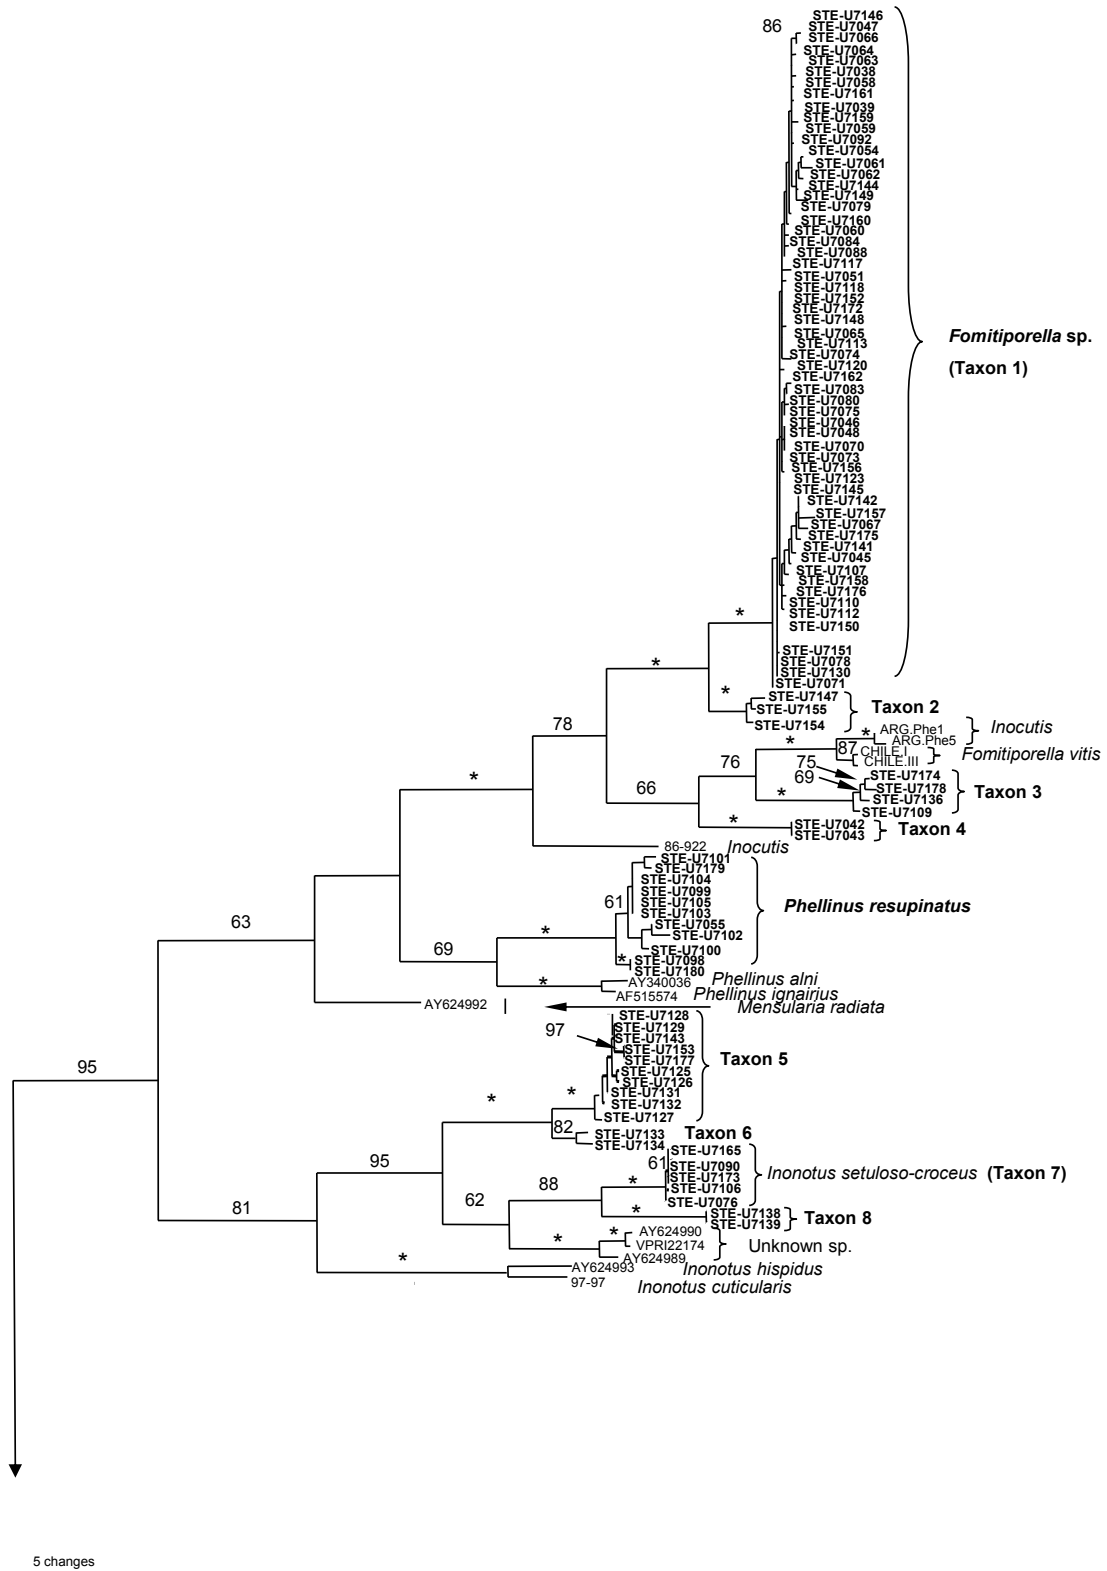 86
STE-U7146
STE-U7047
STE-U7066
STE-U7064
STE-U7063
STE-U7038
STE-U7058
STE-U7161
STE-U7039
STE-U7159
STE-U7059
STE-U7092
STE-U7054
STE-U7061
STE-U7062
STE-U7144
STE-U7149
STE-U7079
STE-U7160
STE-U7060
STE-U7084
STE-U7088
STE-U7117
STE-U7051
STE-U7118
STE-U7152
STE-U7172
STE-U7148
STE-U7065
STE-U7113
STE-U7074
STE-U7120
STE-U7162
STE-U7083
STE-U7080
STE-U7075
STE-U7046
STE-U7048
STE-U7070
STE-U7073
STE-U7156
STE-U7123
STE-U7145
STE-U7142
STE-U7157
STE-U7067
STE-U7175
STE-U7141
STE-U7045
STE-U7107
STE-U7158
STE-U7176
STE-U7110
STE-U7112
STE-U7150
STE-U7151
STE-U7078
STE-U7130
STE-U7071
Fomitiporella sp.
(Taxon 1)
*
*
*
STE-U7147
STE-U7155
STE-U7154
Taxon 2
78
*
ARG.Phe1
ARG.Phe5
Inocutis
*
87
CHILE.I
CHILE.III
Fomitiporella vitis
76
75
69
*
STE-U7174
STE-U7178
STE-U7136
STE-U7109
Taxon 3
*
66
*
STE-U7042
STE-U7043
Taxon 4
86-922
Inocutis
STE-U7101
STE-U7179
STE-U7104
STE-U7099
STE-U7105
STE-U7103
STE-U7055
STE-U7102
STE-U7100
STE-U7098
STE-U7180
61
*
*
Phellinus resupinatus
63
69
*
AY340036
Phellinus alni
AF515574
Phellinus ignairius
AY624992
Mensularia radiata
95
97
STE-U7128
STE-U7129
STE-U7143
STE-U7153
STE-U7177
STE-U7125
STE-U7126
STE-U7131
STE-U7132
STE-U7127
Taxon 5
*
*
82
STE-U7133
STE-U7134
Taxon 6
95
61
STE-U7165
STE-U7090
STE-U7173
STE-U7106
STE-U7076
Inonotus setuloso-croceus (Taxon 7)
88
*
62
*
STE-U7138
STE-U7139
Taxon 8
81
*
*
AY624990
VPRI22174
AY624989
Unknown sp.
*
AY624993
Inonotus hispidus
97-97
Inonotus cuticularis
5 changes